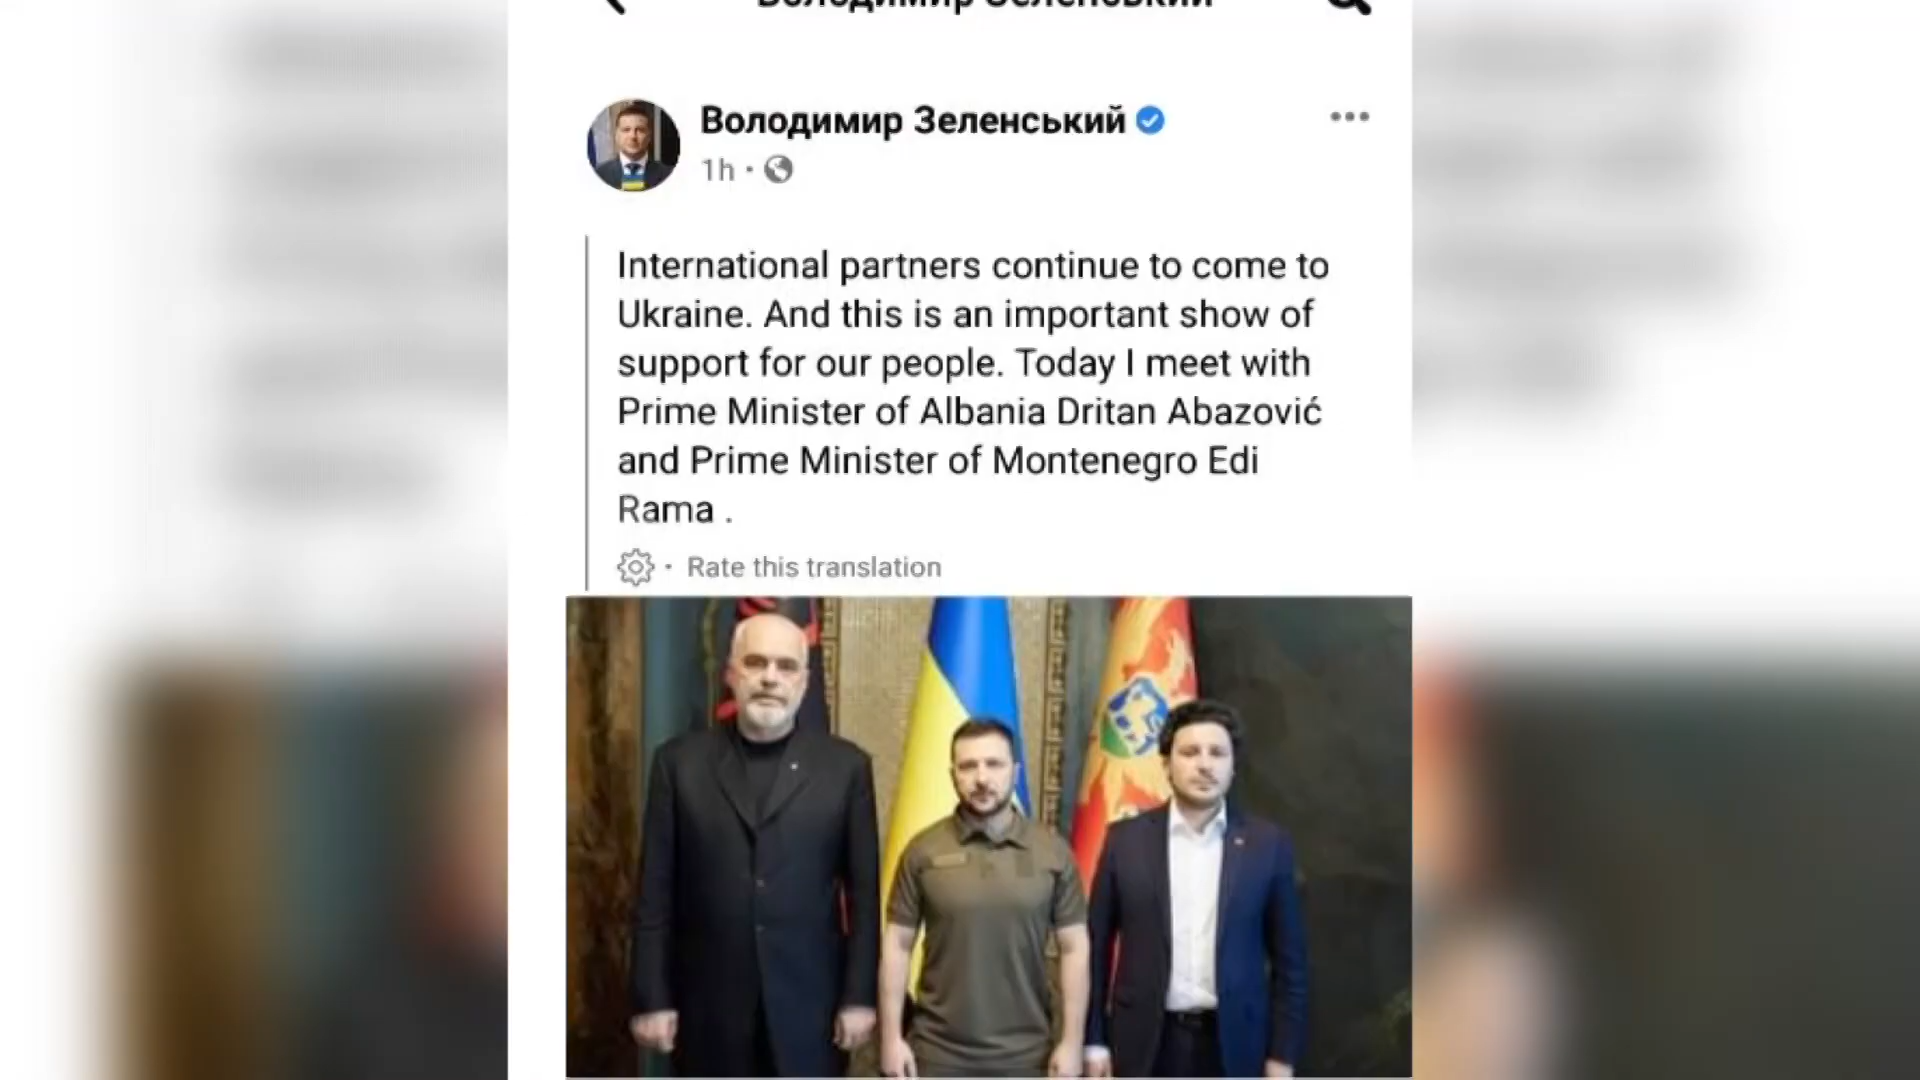 Володимир Зеленський
Володимир Зеленський
1h
International partners continue to come to
Ukraine. And this is an important show of
support for our people. Today I meet with
Prime Minister of Albania Dritan Abazović
and Prime Minister of Montenegro Edi
Rama .
Rate this translation